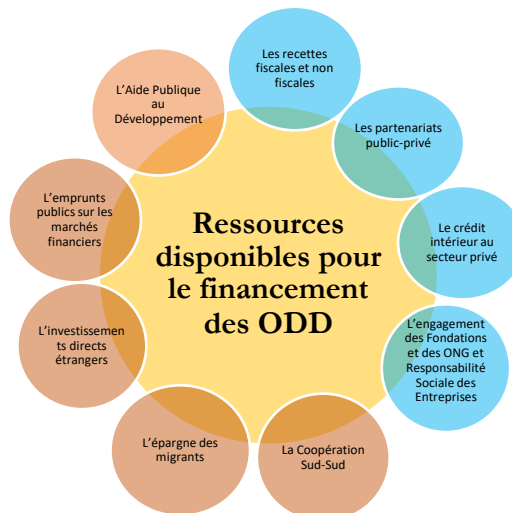 Les recettes
fiscales et non
fiscales
Les partenariats
public-privé
Le crédit
intérieur au
secteur privé
L'engagement
des Fondations
et des ONG et
Responsabilité
Sociale des
Entreprises
La Coopération
Sud-Sud
L'épargne des
migrants
L'investissemen
ts directs
étrangers
L'emprunts
publics sur les
marchés
financiers
L'Aide Publique
au
Développement
Ressources
disponibles pour
le financement
des ODD